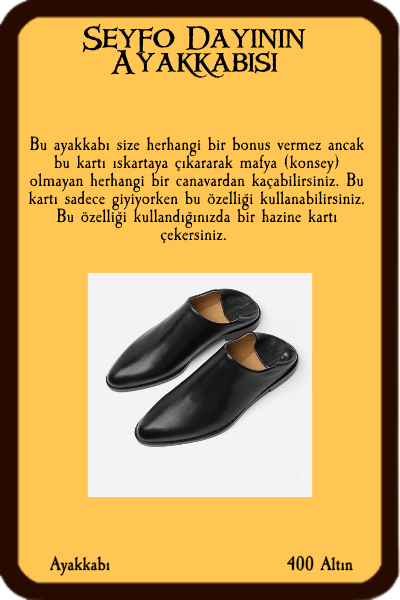 Seyfo Dayının
Ayakkabısı
Bu ayakkabı size herhangi bir bonus vermez ancak
bu kartı ıskartaya çıkararak mafya (konsey)
olmayan herhangi bir canavardan kaçabilirsiniz. Bu
kartı sadece giyiyorken bu özelliği kullanabilirsiniz.
Bu özelliği kullandığınızda bir hazine kartı
çekersiniz.
Ayakkabı
400 Altın